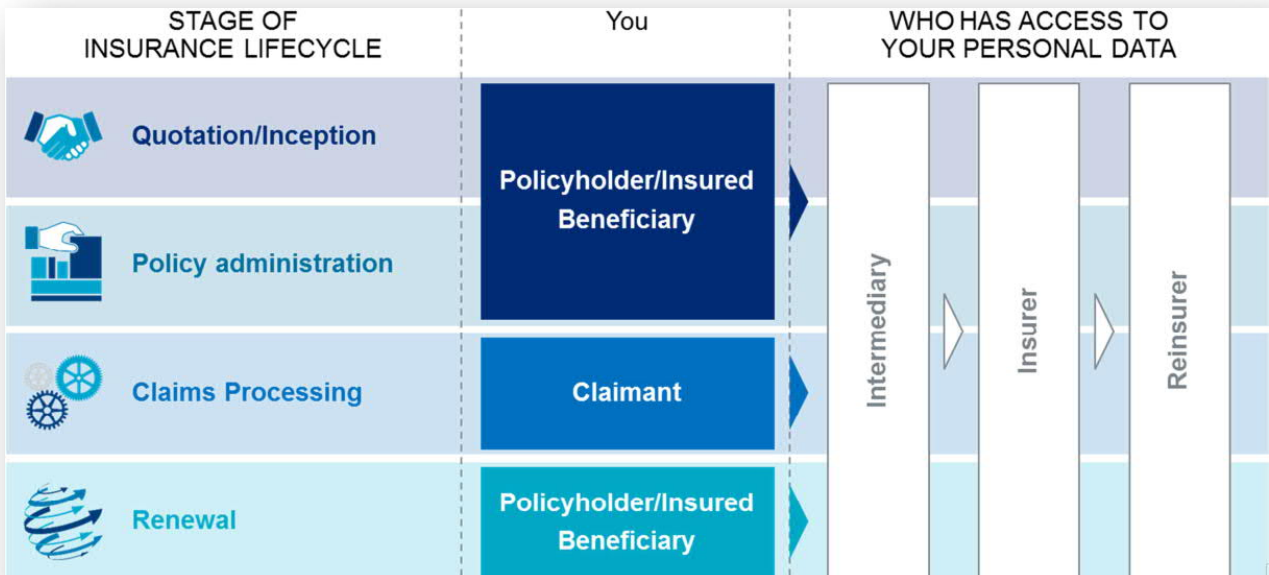 STAGE OF
INSURANCE LIFECYCLE
You
WHO HAS ACCESS TO
YOUR PERSONAL DATA
Quotation/Inception
Policyholder/Insured
Beneficiary
Policy administration
Claims Processing
Claimant
Renewal
Policyholder/Insured
Beneficiary
Intermediary
Insurer
Reinsurer